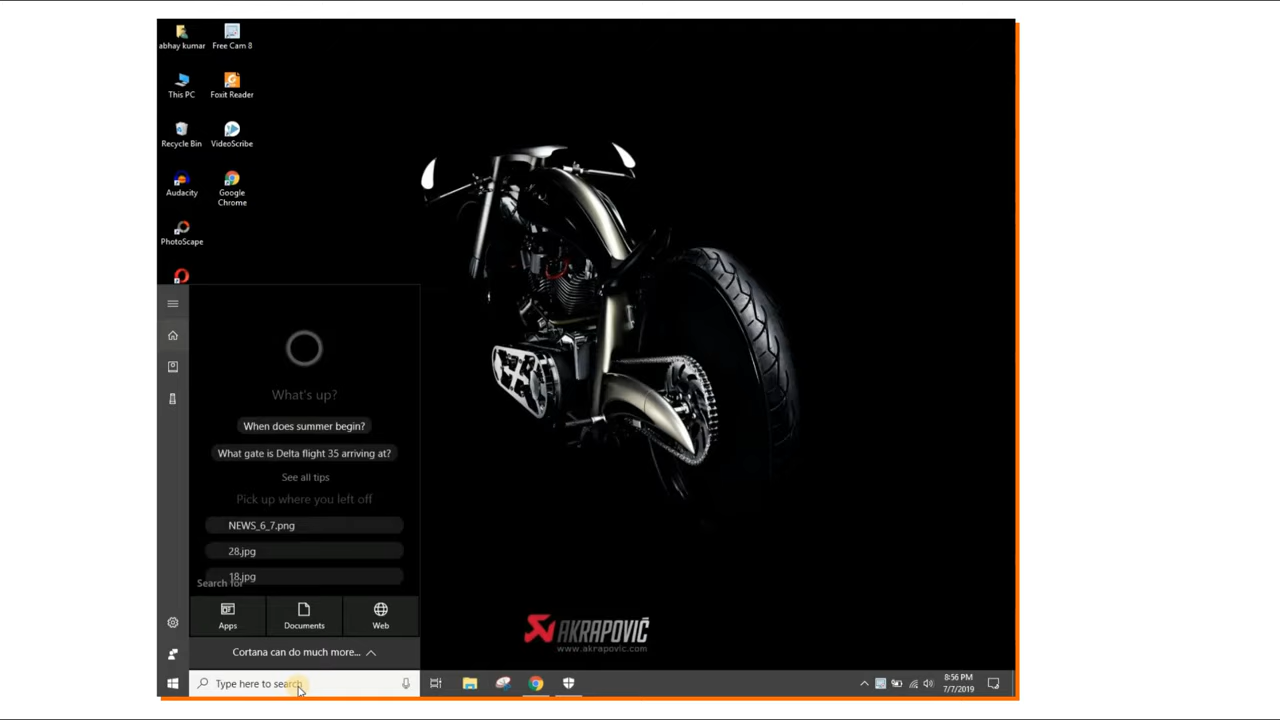 abhay kumar
Free Cam 8
This PC
Foxit Reader
Recycle Bin
VideoScribe
Audacity
Google
Chrome
PhotoScape
What's up?
When does summer begin?
What gate is Delta flight 35 arriving at?
See all tips
Pick up where you left off
NEWS_6_7.png
28.jpg
18.jpg
Search for
Apps
Documents
Web
Cortana can do much more...
Type here to search
AKRAPOVIČ
www.akrapovic.com
8:56 PM
7/7/2019